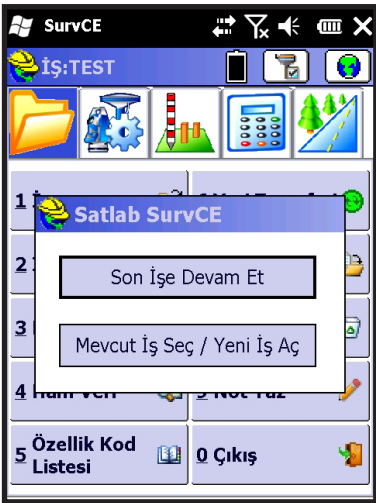 SurvCE
İŞ:TEST
Satlab SurvCE
Son İşe Devam Et
Mevcut İş Seç / Yeni İş Aç
1
2
3
4 Ham Veri
9 Not Yaz
5 Özellik Kod
Listesi
0 Çıkış